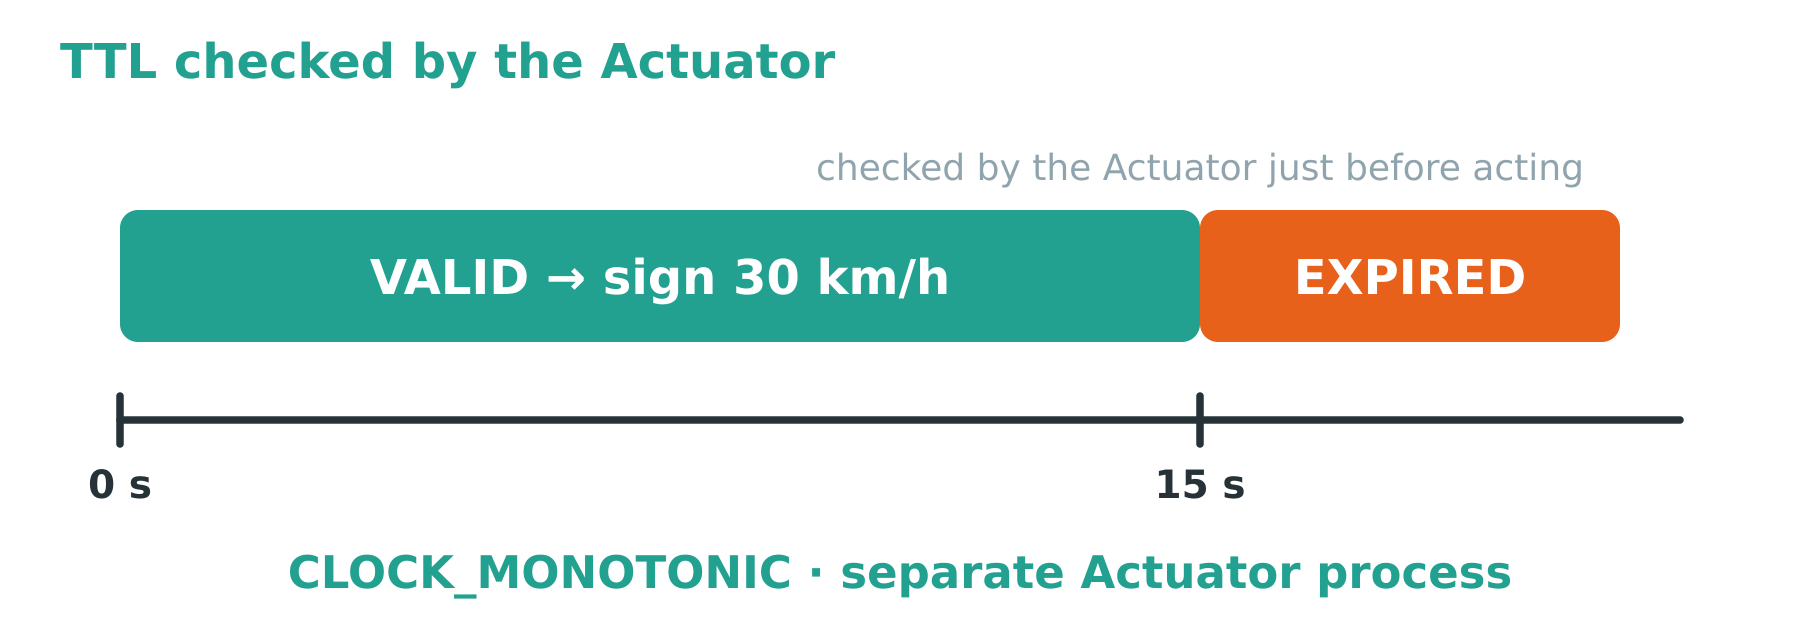 TTL checked by the Actuator
checked by the Actuator just before acting
VALID → sign 30 km/h
EXPIRED
0 s
15 s
CLOCK_MONOTONIC · separate Actuator process